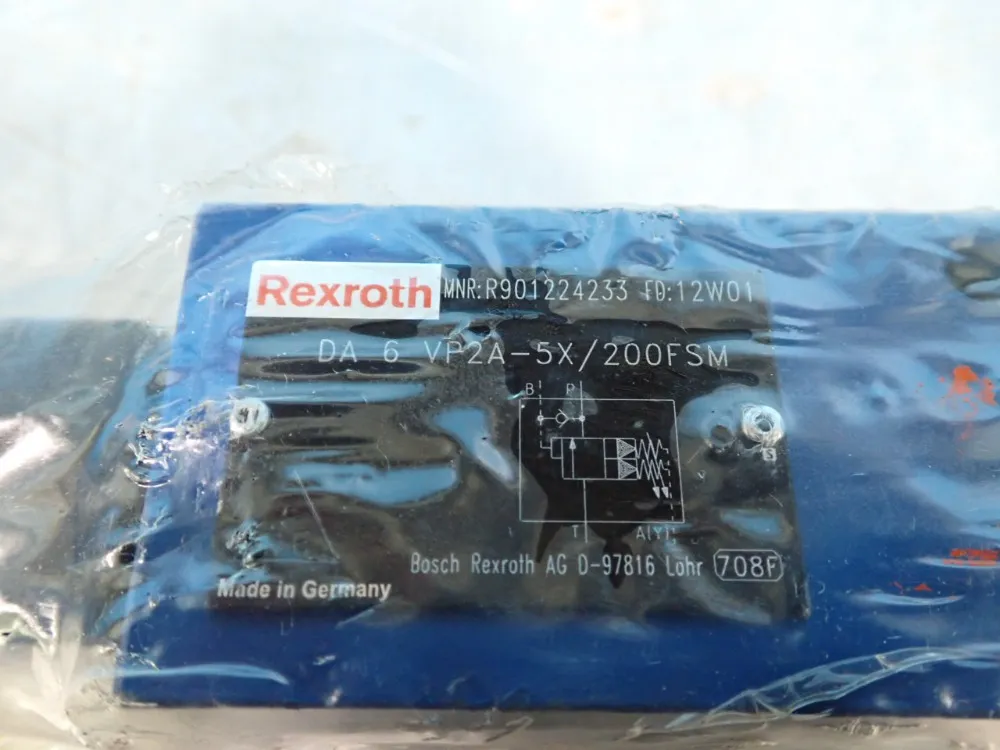 Rexroth MNR:R901224233 FD:12W01
DA 6 VP2A-5X/200FSM
B P
T A(Y)
Bosch Rexroth AG D-97816 Lohr 708F
Made in Germany